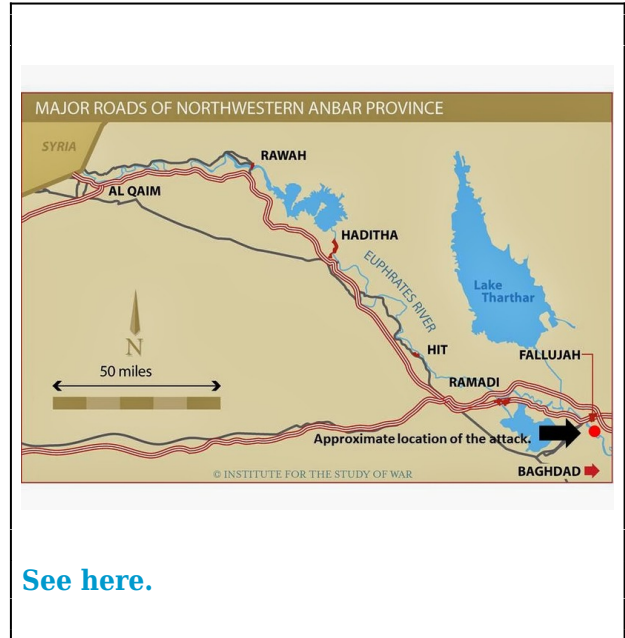 MAJOR ROADS OF NORTHWESTERN ANBAR PROVINCE
SYRIA
RAWAH
AL QAIM
HADITHA
EUPHRATES RIVER
Lake
Tharthar
N
HIT
FALLUJAH
50 miles
RAMADI
Approximate location of the attack.
BAGHDAD
© INSTITUTE FOR THE STUDY OF WAR
See here.